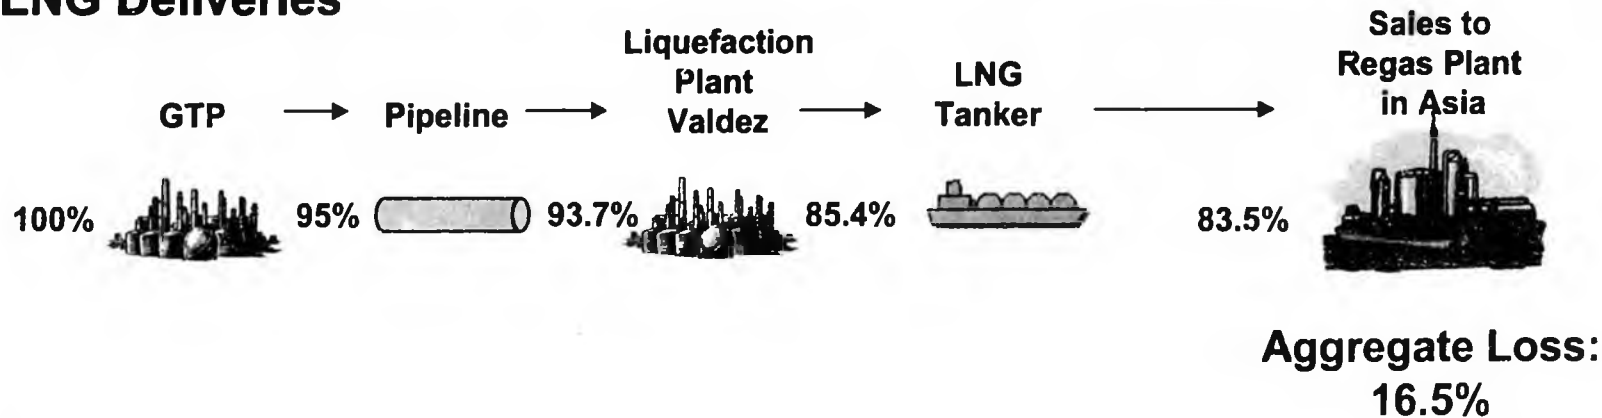 LNG Deliveries
GTP
Pipeline
Liquefaction
Plant
Valdez
LNG
Tanker
Sales to
Regas Plant
in Asia
100%
95%
93.7%
85.4%
83.5%
Aggregate Loss:
16.5%